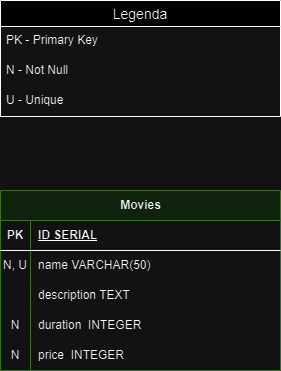 Legenda
PK - Primary Key
N - Not Null
U - Unique
Movies
PK ID SERIAL
N, U name VARCHAR(50)
description TEXT
N duration INTEGER
N price INTEGER